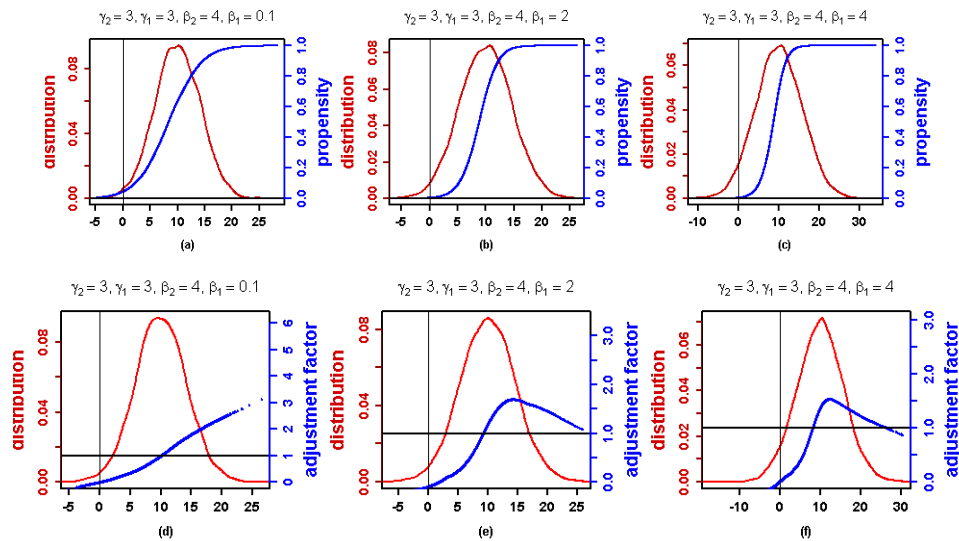 γ₂ = 3, γ₁ = 3, β₂ = 4, β₁ = 0.1
distribution
0.00 0.04 0.08
propensity
0.0 0.2 0.4 0.6 0.8 1.0
-5 0 5 10 15 20 25
(a)
γ₂ = 3, γ₁ = 3, β₂ = 4, β₁ = 2
distribution
0.00 0.02 0.04 0.06 0.08
propensity
0.0 0.2 0.4 0.6 0.8 1.0
-5 0 5 10 15 20 25
(b)
γ₂ = 3, γ₁ = 3, β₂ = 4, β₁ = 4
distribution
0.00 0.01 0.02 0.03 0.04 0.05 0.06
propensity
0.0 0.2 0.4 0.6 0.8 1.0
-10 0 10 20 30
(c)
γ₂ = 3, γ₁ = 3, β₂ = 4, β₁ = 0.1
distribution
0.00 0.04 0.08
adjustment factor
0 1 2 3 4 5 6
-5 0 5 10 15 20 25
(d)
γ₂ = 3, γ₁ = 3, β₂ = 4, β₁ = 2
distribution
0.00 0.04 0.08
adjustment factor
0.0 1.0 2.0 3.0
-5 0 5 10 15 20 25
(e)
γ₂ = 3, γ₁ = 3, β₂ = 4, β₁ = 4
distribution
0.00 0.02 0.04 0.06
adjustment factor
0.0 1.0 2.0 3.0
-10 0 10 20 30
(f)